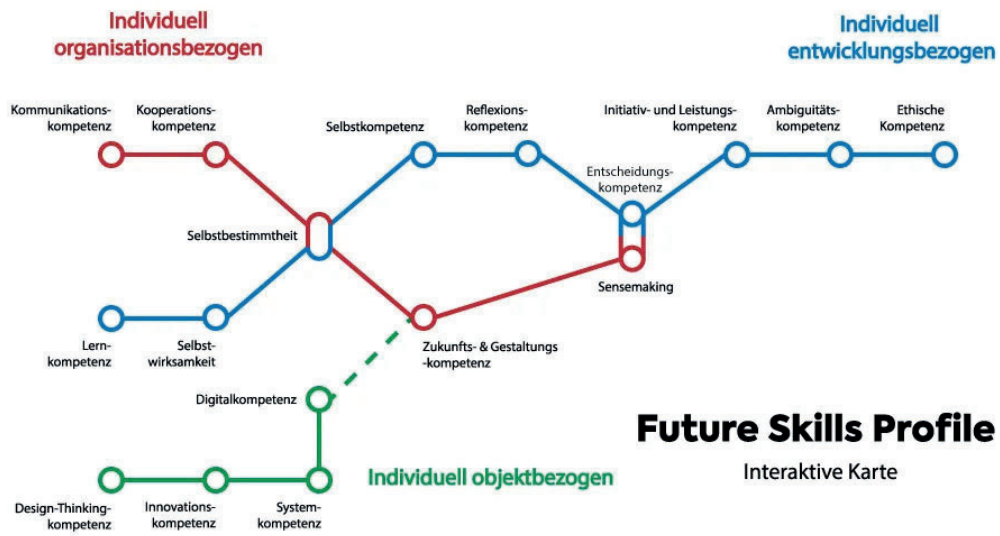 Individuell
organisationsbezogen
Individuell
entwicklungsbezogen
Kommunikations-
kompetenz
Kooperations-
kompetenz
Selbstkompetenz
Reflexions-
kompetenz
Initiativ- und Leistungs-
kompetenz
Ambiguitäts-
kompetenz
Ethische
Kompetenz
Entscheidungs-
kompetenz
Selbstbestimmtheit
Sensemaking
Lern-
kompetenz
Selbst-
wirksamkeit
Zukunfts- & Gestaltungs
-kompetenz
Digitalkompetenz
Future Skills Profile
Interaktive Karte
Individuell objektbezogen
Design-Thinking-
kompetenz
Innovations-
kompetenz
System-
kompetenz